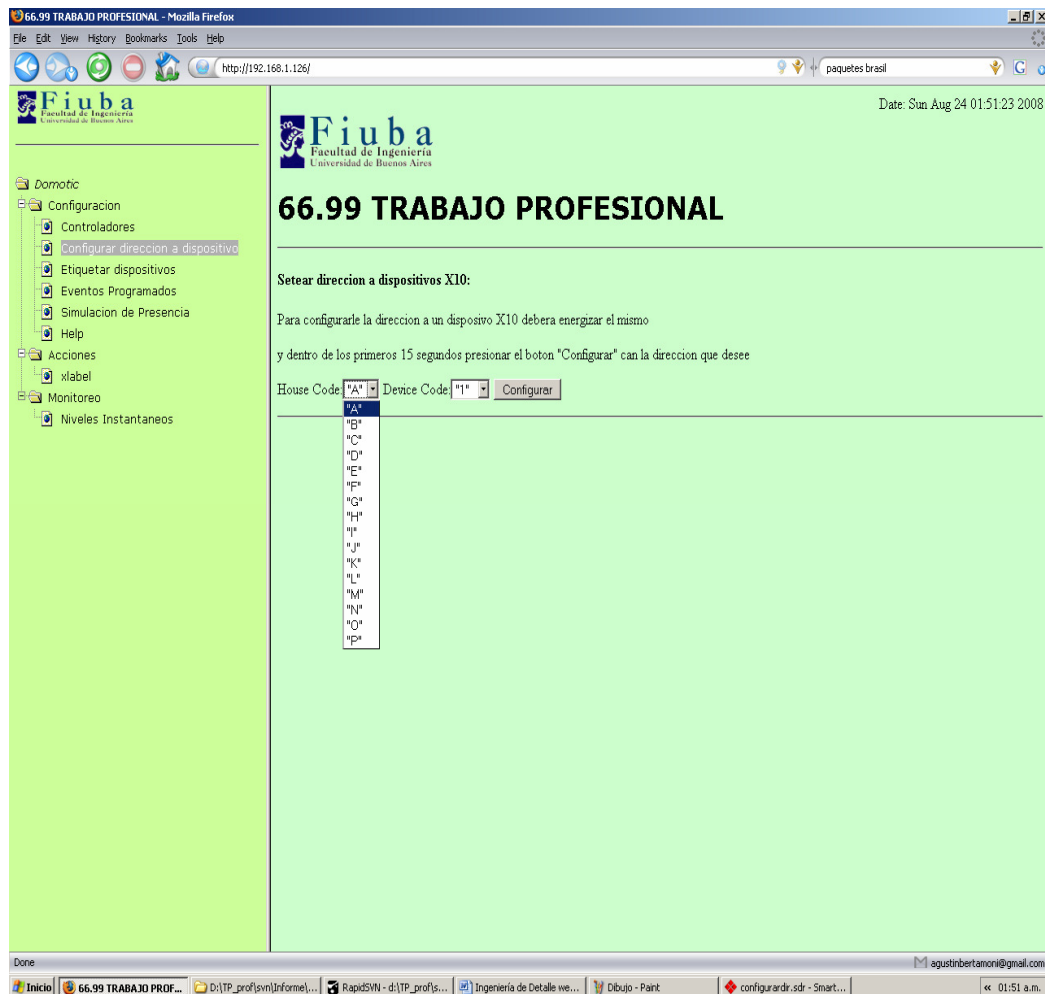 66.99 TRABAJO PROFESIONAL - Mozilla Firefox
File Edit View History Bookmarks Tools Help
http://192.168.1.126/
paquetes brasil
Fiuba
Facultad de Ingeniería
Universidad de Buenos Aires
Domotic
Configuracion
Controladores
Configurar direccion a dispositivo
Etiquetar dispositivos
Eventos Programados
Simulacion de Presencia
Help
Acciones
xlabel
Monitoreo
Niveles Instantaneos
Date: Sun Aug 24 01:51:23 2008
Fiuba
Facultad de Ingeniería
Universidad de Buenos Aires
66.99 TRABAJO PROFESIONAL
Setear direccion a dispositivos X10:
Para configurarle la direccion a un disposivo X10 debera energizar el mismo
y dentro de los primeros 15 segundos presionar el boton "Configurar" can la direccion que desee
House Code: "A" Device Code: "1" Configurar
"A"
"B"
"C"
"D"
"E"
"F"
"G"
"H"
"I"
"J"
"K"
"L"
"M"
"N"
"O"
"P"
Done
agustinbertamoni@gmail.com
Inicio 66.99 TRABAJO PROF... D:\TP_prof\svn\Informe\... RapidSVN - d:\TP_prof\s... Ingeniería de Detalle we... Dibujo - Paint configurardir.sdr - Smart... « 01:51 a.m.